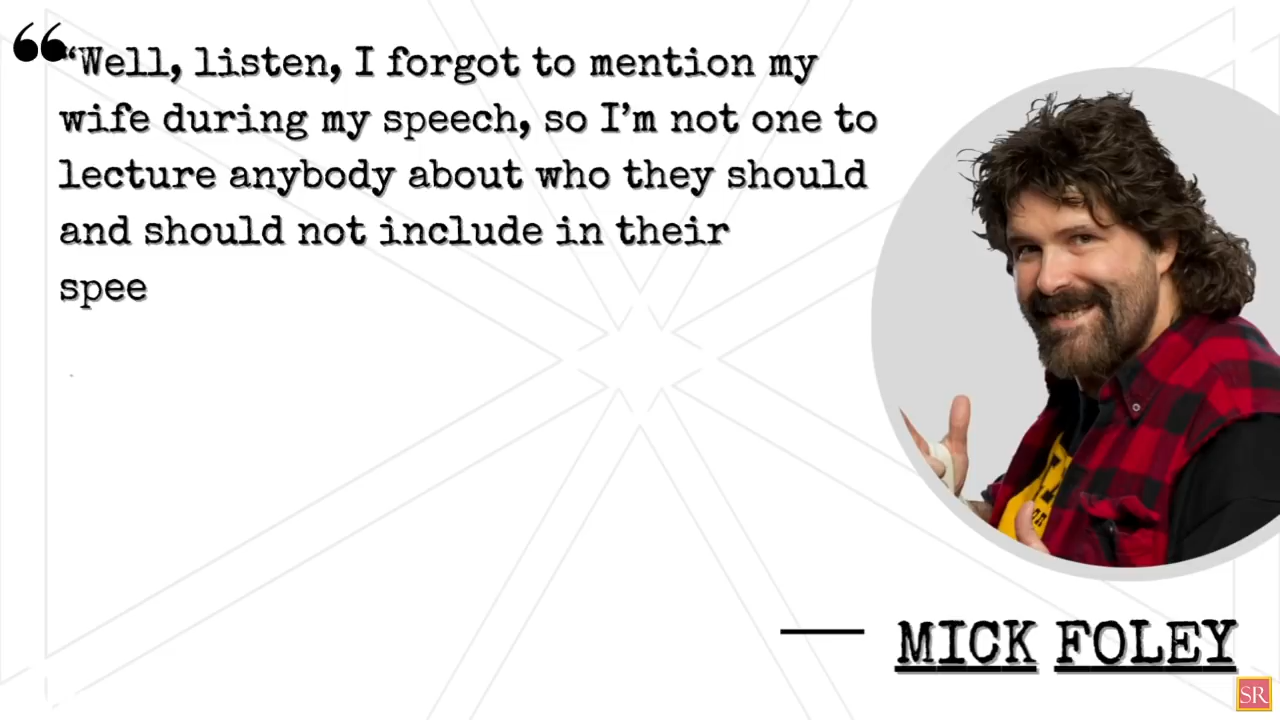 “Well, listen, I forgot to mention my
wife during my speech, so I’m not one to
lecture anybody about who they should
and should not include in their
spee
MICK FOLEY
SR